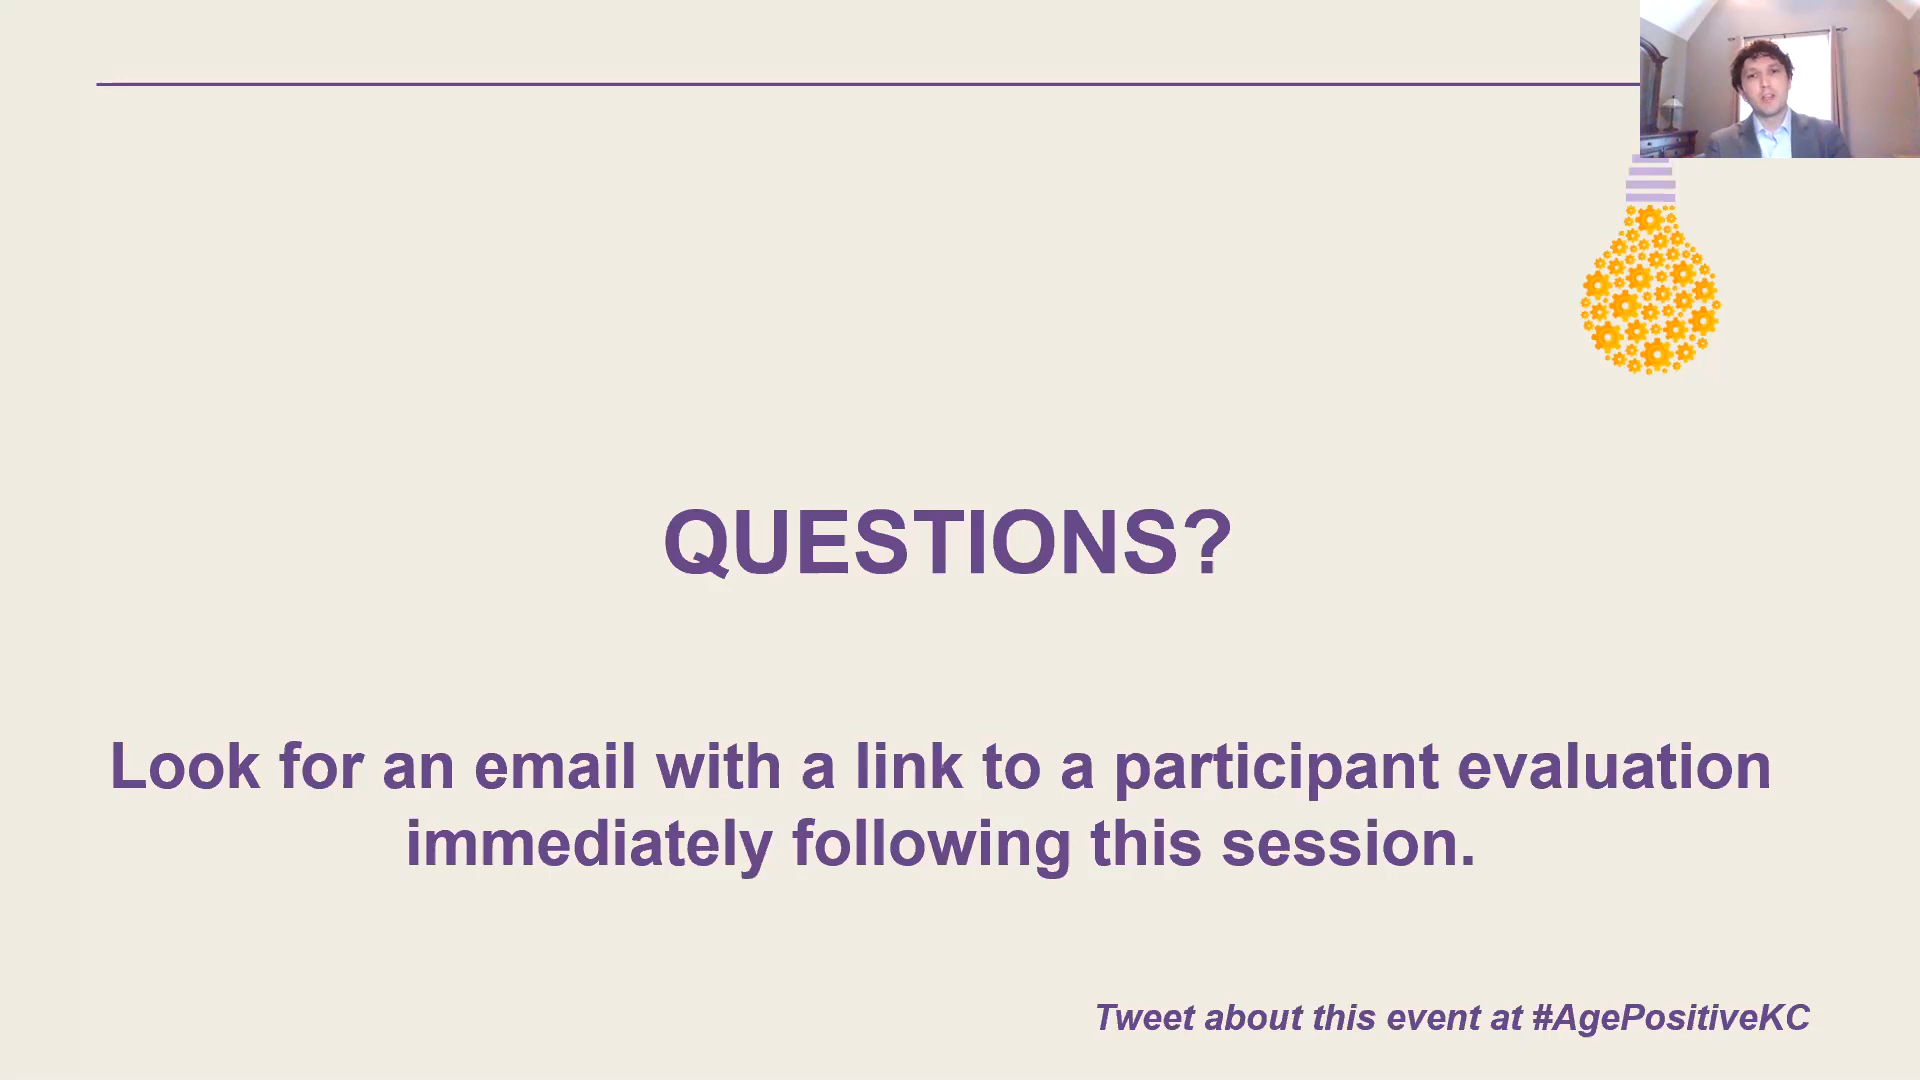 QUESTIONS?
Look for an email with a link to a participant evaluation
immediately following this session.
Tweet about this event at #AgePositiveKC